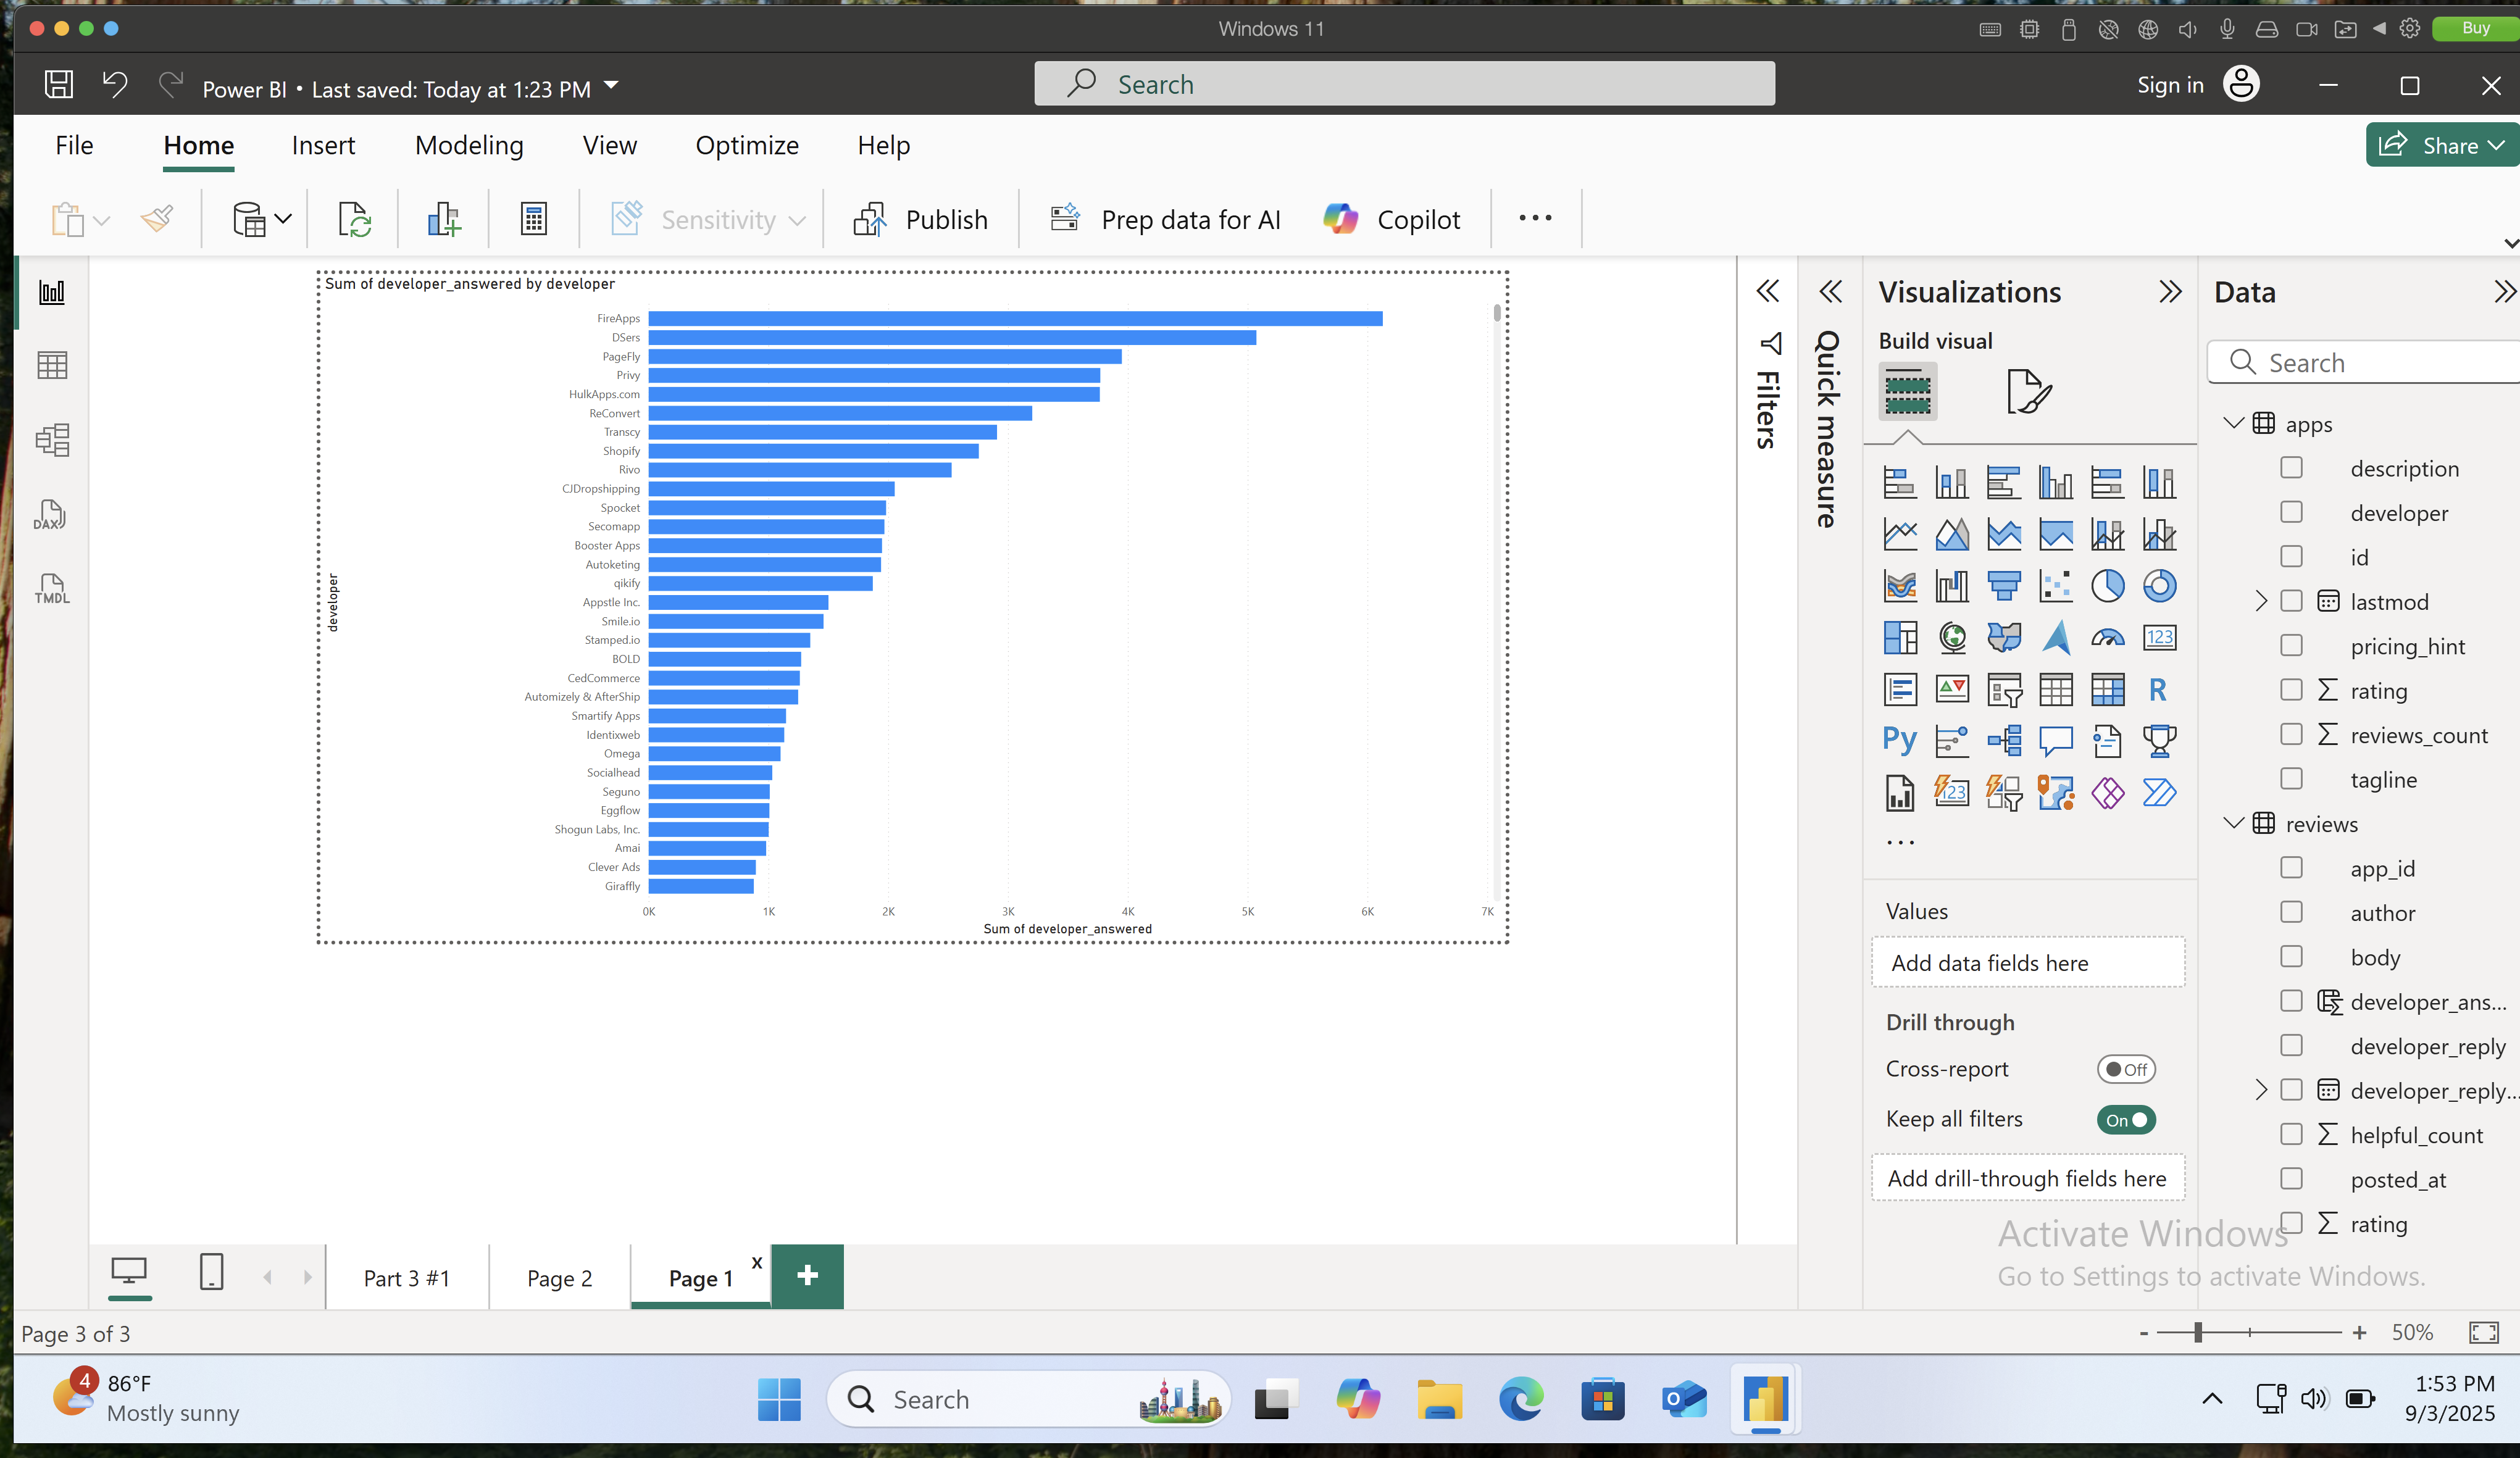 Windows 11
Buy
Power BI • Last saved: Today at 1:23 PM
Search
Sign in
File
Home
Insert
Modeling
View
Optimize
Help
Share
Sensitivity
Publish
Prep data for AI
Copilot
DAX
TMDL
Sum of developer_answered by developer
FireApps
DSers
PageFly
Privy
HulkApps.com
ReConvert
Transcy
Shopify
Rivo
CJDropshipping
Spocket
Secomapp
Booster Apps
Autoketing
qikify
Appstle Inc.
Smile.io
Stamped.io
BOLD
CedCommerce
Automizely & AfterShip
Smartify Apps
Identixweb
Omega
Socialhead
Seguno
Eggflow
Shogun Labs, Inc.
Amai
Clever Ads
Giraffly
developer
0K 1K 2K 3K 4K 5K 6K 7K
Sum of developer_answered
Filters
Quick measure
Visualizations
Build visual
123
R
Py
123
...
Values
Add data fields here
Drill through
Cross-report
Off
Keep all filters
On
Add drill-through fields here
Data
Search
apps
description
developer
id
lastmod
pricing_hint
rating
reviews_count
tagline
reviews
app_id
author
body
developer_ans...
developer_reply
developer_reply...
helpful_count
posted_at
rating
Activate Windows
Go to Settings to activate Windows.
Part 3 #1
Page 2
Page 1
x
+
Page 3 of 3
- + 50%
4
86°F
Mostly sunny
Search
1:53 PM
9/3/2025